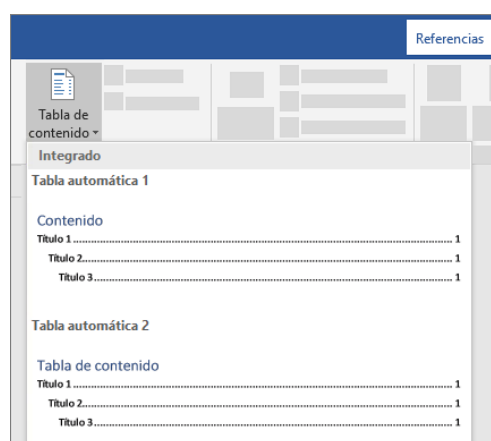 Referencias
Tabla de
contenido
Integrado
Tabla automática 1
Contenido
Título 1 ........................................................................................................ 1
Título 2........................................................................................................ 1
Título 3........................................................................................................ 1
Tabla automática 2
Tabla de contenido
Título 1 ........................................................................................................ 1
Título 2........................................................................................................ 1
Título 3........................................................................................................ 1